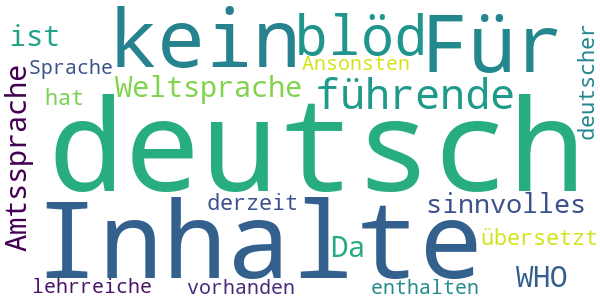 ist
kein
blöd
Für
deutscher
Sprache
Ansonsten
hat
Weltsprache
führende
Amtssprache
deutsch
Inhalte
derzeit
sinnvolles
Da
übersetzt
lehrreiche
vorhanden
enthalten
WHO